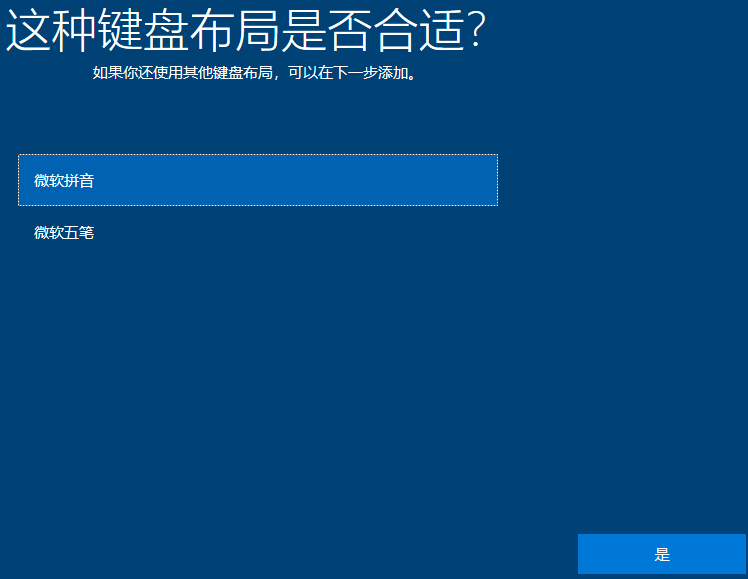 这种键盘布局是否合适?
如果你还使用其他键盘布局，可以在下一步添加。
微软拼音
微软五笔
是